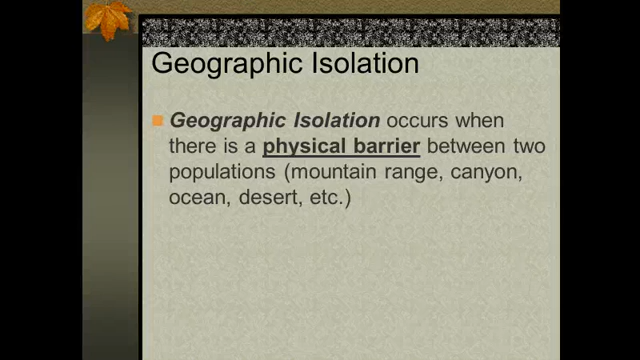 Geographic Isolation
Geographic Isolation occurs when
there is a physical barrier between two
populations (mountain range, canyon,
ocean, desert, etc.)